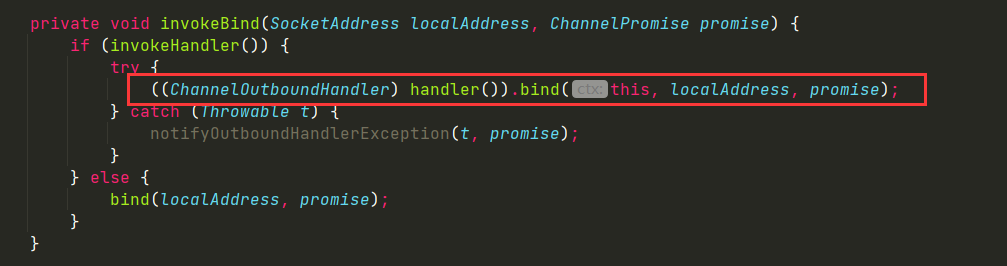 private void invokeBind(SocketAddress localAddress, ChannelPromise promise) {
if (invokeHandler()) {
try {
((ChannelOutboundHandler) handler()).bind( ctx: this, localAddress, promise);
} catch (Throwable t) {
notifyOutboundHandlerException(t, promise);
}
} else {
bind(localAddress, promise);
}
}